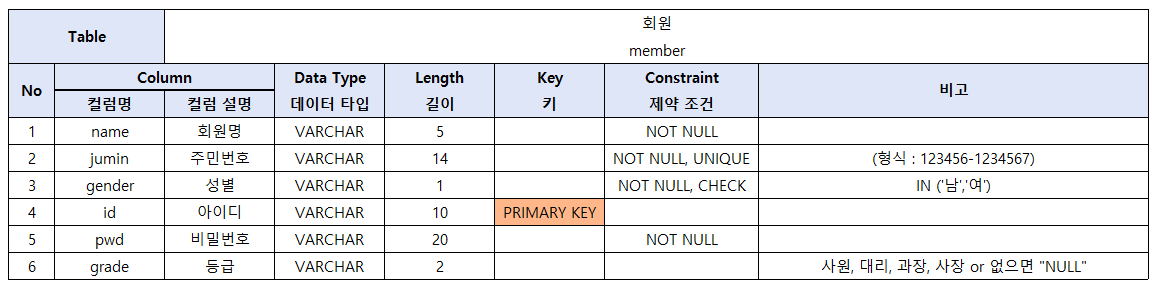 Table 회원
member
No Column Data Type Length Key Constraint 비고
컬럼명 컬럼 설명 데이터 타입 길이 키 제약 조건
1 name 회원명 VARCHAR 5 NOT NULL
2 jumin 주민번호 VARCHAR 14 NOT NULL, UNIQUE (형식 : 123456-1234567)
3 gender 성별 VARCHAR 1 NOT NULL, CHECK IN ('남','여')
4 id 아이디 VARCHAR 10 PRIMARY KEY
5 pwd 비밀번호 VARCHAR 20 NOT NULL
6 grade 등급 VARCHAR 2 사원, 대리, 과장, 사장 or 없으면 "NULL"